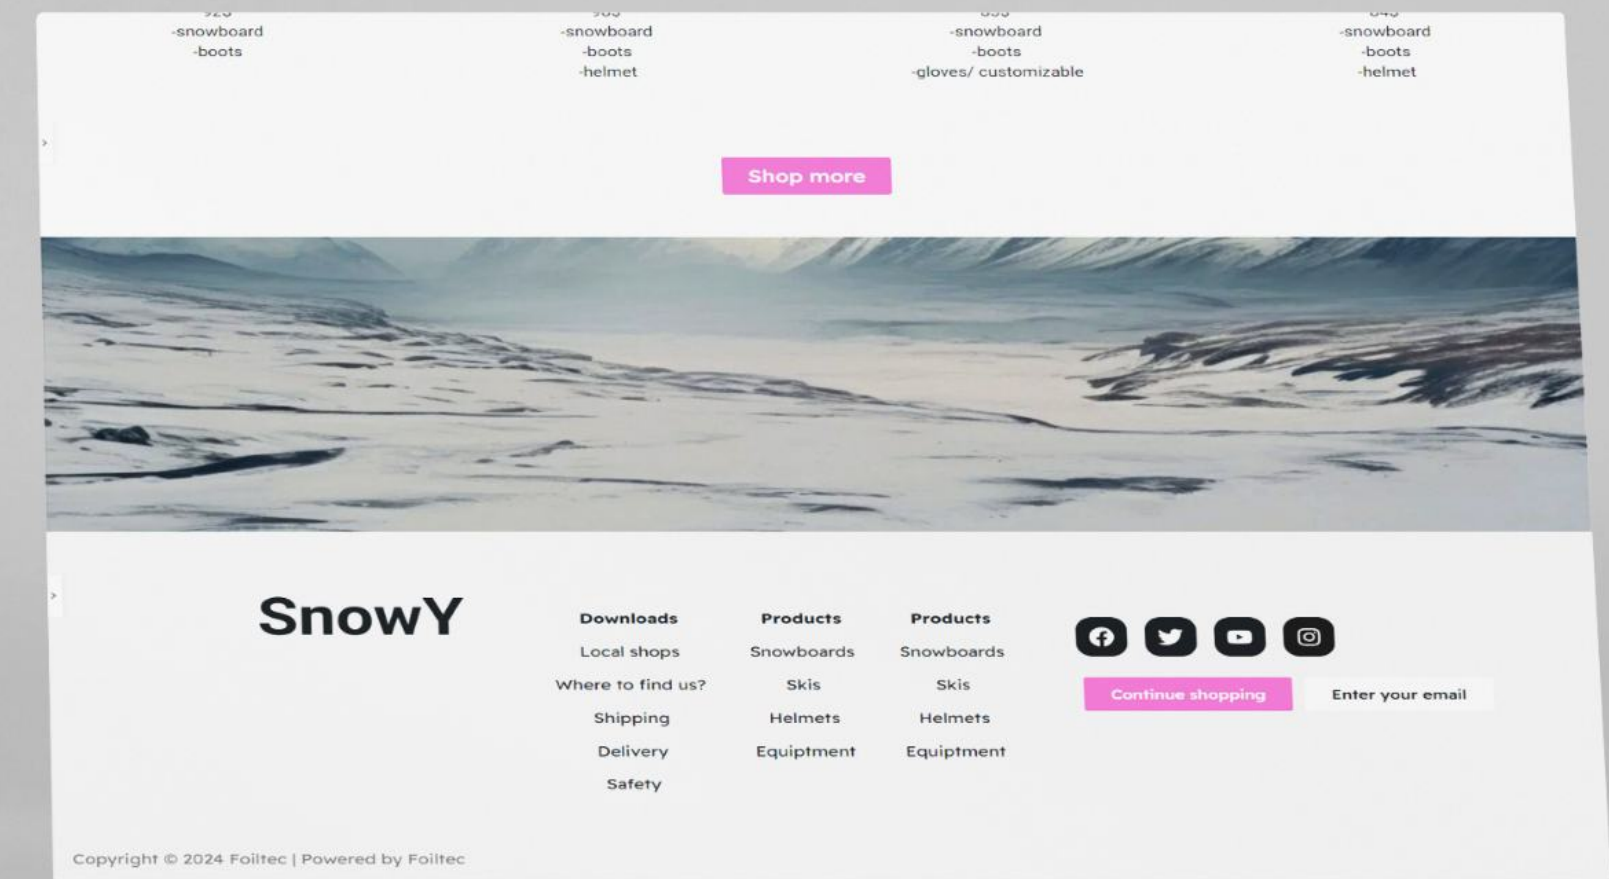 -snowboard
-boots
-snowboard
-boots
-helmet
-snowboard
-boots
-gloves/ customizable
-snowboard
-boots
-helmet
Shop more
SnowY
Downloads
Local shops
Where to find us?
Shipping
Delivery
Safety
Products
Snowboards
Skis
Helmets
Equiptment
Products
Snowboards
Skis
Helmets
Equiptment
Continue shopping
Enter your email
Copyright © 2024 Foiltec | Powered by Foiltec